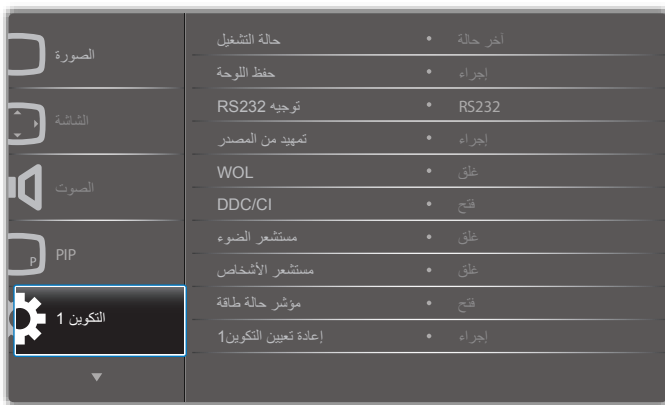 الصورة
الشاشة
الصوت
PIP
P
التكوين 1
حالة التشغيل • آخر حالة
حفظ اللوحة • إجراء
توجيه RS232 • RS232
تمهيد من المصدر • إجراء
WOL • غلق
DDC/CI • فتح
مستشعر الضوء • غلق
مستشعر الأشخاص • غلق
مؤشر حالة طاقة • فتح
إعادة تعيين التكوين1 • إجراء